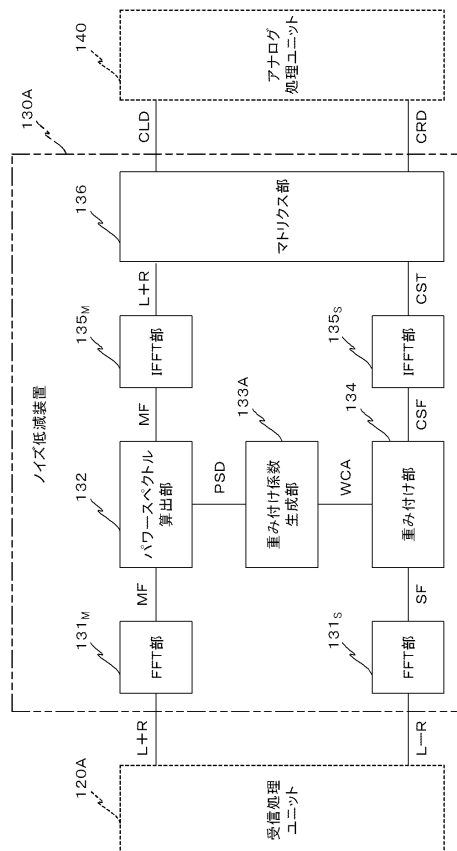 ノイズ低減装置
130A
120A
受信処理
ユニット
L+R
L−R
131M
FFT部
131S
FFT部
MF
SF
132
パワースペクトル
算出部
PSD
133A
重み付け係数
生成部
WCA
134
重み付け部
MF
CSF
135M
IFFT部
135S
IFFT部
L+R
CST
136
マトリクス部
CLD
CRD
140
アナログ
処理ユニット